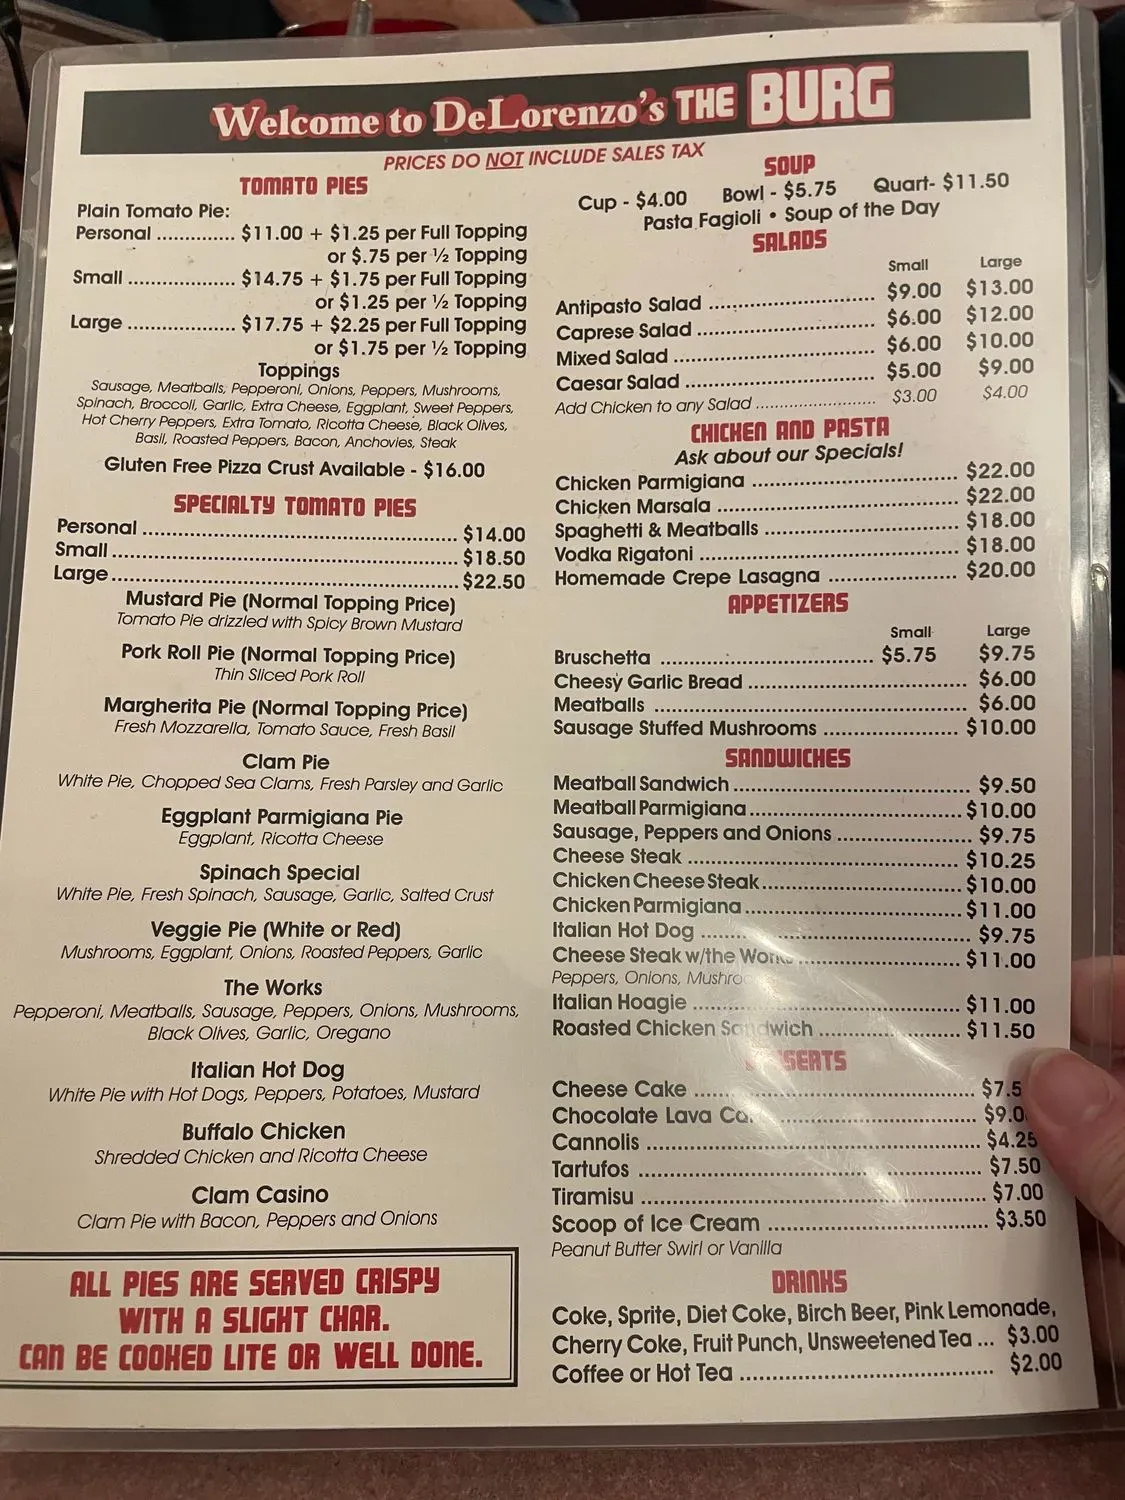 Welcome to DeLorenzo's THE BURG
PRICES DO NOT INCLUDE SALES TAX
TOMATO PIES
Plain Tomato Pie:
Personal ............. $11.00 + $1.25 per Full Topping
or $.75 per ½ Topping
Small .................. $14.75 + $1.75 per Full Topping
or $1.25 per ½ Topping
Large .................. $17.75 + $2.25 per Full Topping
or $1.75 per ½ Topping
Toppings
Sausage, Meatballs, Pepperoni, Onions, Peppers, Mushrooms,
Spinach, Broccoli, Garlic, Extra Cheese, Eggplant, Sweet Peppers,
Hot Cherry Peppers, Extra Tomato, Ricotta Cheese, Black Olives,
Basil, Roasted Peppers, Bacon, Anchovies, Steak
Gluten Free Pizza Crust Available - $16.00
SPECIALTY TOMATO PIES
Personal ..................................................... $14.00
Small .......................................................... $18.50
Large .......................................................... $22.50
Mustard Pie (Normal Topping Price)
Tomato Pie drizzled with Spicy Brown Mustard
Pork Roll Pie (Normal Topping Price)
Thin Sliced Pork Roll
Margherita Pie (Normal Topping Price)
Fresh Mozzarella, Tomato Sauce, Fresh Basil
Clam Pie
White Pie, Chopped Sea Clams, Fresh Parsley and Garlic
Eggplant Parmigiana Pie
Eggplant, Ricotta Cheese
Spinach Special
White Pie, Fresh Spinach, Sausage, Garlic, Salted Crust
Veggie Pie (White or Red)
Mushrooms, Eggplant, Onions, Roasted Peppers, Garlic
The Works
Pepperoni, Meatballs, Sausage, Peppers, Onions, Mushrooms,
Black Olives, Garlic, Oregano
Italian Hot Dog
White Pie with Hot Dogs, Peppers, Potatoes, Mustard
Buffalo Chicken
Shredded Chicken and Ricotta Cheese
Clam Casino
Clam Pie with Bacon, Peppers and Onions
ALL PIES ARE SERVED CRISPY
WITH A SLIGHT CHAR.
CAN BE COOKED LITE OR WELL DONE.
SOUP
Cup - $4.00 Bowl - $5.75 Quart- $11.50
Pasta Fagioli • Soup of the Day
SALADS
Small Large
Antipasto Salad ............................ $9.00 $13.00
Caprese Salad .............................. $6.00 $12.00
Mixed Salad ................................. $6.00 $10.00
Caesar Salad ................................ $5.00 $9.00
Add Chicken to any Salad .......................... $3.00 $4.00
CHICKEN AND PASTA
Ask about our Specials!
Chicken Parmigiana .................................. $22.00
Chicken Marsala ....................................... $22.00
Spaghetti & Meatballs ................................ $18.00
Vodka Rigatoni ......................................... $18.00
Homemade Crepe Lasagna ...................... $20.00
APPETIZERS
Small Large
Bruschetta .................................... $5.75 $9.75
Cheesy Garlic Bread .................................... $6.00
Meatballs .................................................... $6.00
Sausage Stuffed Mushrooms ....................... $10.00
SANDWICHES
Meatball Sandwich ...................................... $9.50
Meatball Parmigiana ................................... $10.00
Sausage, Peppers and Onions ...................... $9.75
Cheese Steak ............................................. $10.25
Chicken Cheese Steak ................................. $10.00
Chicken Parmigiana .................................... $11.00
Italian Hot Dog ............................................ $9.75
Cheese Steak w/the Works ........................... $11.00
Peppers, Onions,
Italian Hoagie ............................................. $11.00
Roasted Chicken Sandwich ........................ $11.50
DESSERTS
Cheese Cake ..............................................
Chocolate Lava ..........................................
Cannolis ...................................................... $4.25
Tartufos ....................................................... $7.50
Tiramisu ....................................................... $7.00
Scoop of Ice Cream .................................... $3.50
Peanut Butter Swirl or Vanilla
DRINKS
Coke, Sprite, Diet Coke, Birch Beer, Pink Lemonade,
Cherry Coke, Fruit Punch, Unsweetened Tea ... $3.00
Coffee or Hot Tea ....................................... $2.00